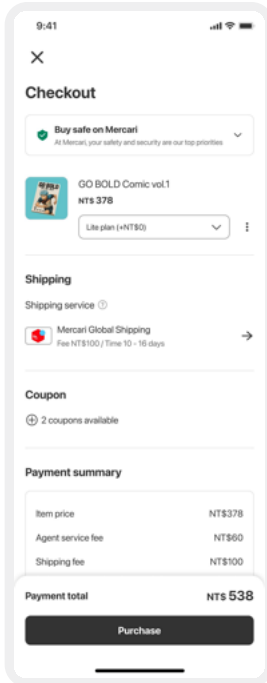 9:41
Checkout
Buy safe on Mercari
At Mercari, your safety and security are our top priorities
GO BOLD Comic vol.1
NT$ 378
Lite plan (+NT$0)
Shipping
Shipping service
Mercari Global Shipping
Fee NT$100 / Time 10 - 16 days
Coupon
2 coupons available
Payment summary
Item price NT$378
Agent service fee NT$60
Shipping fee NT$100
Payment total NT$ 538
Purchase